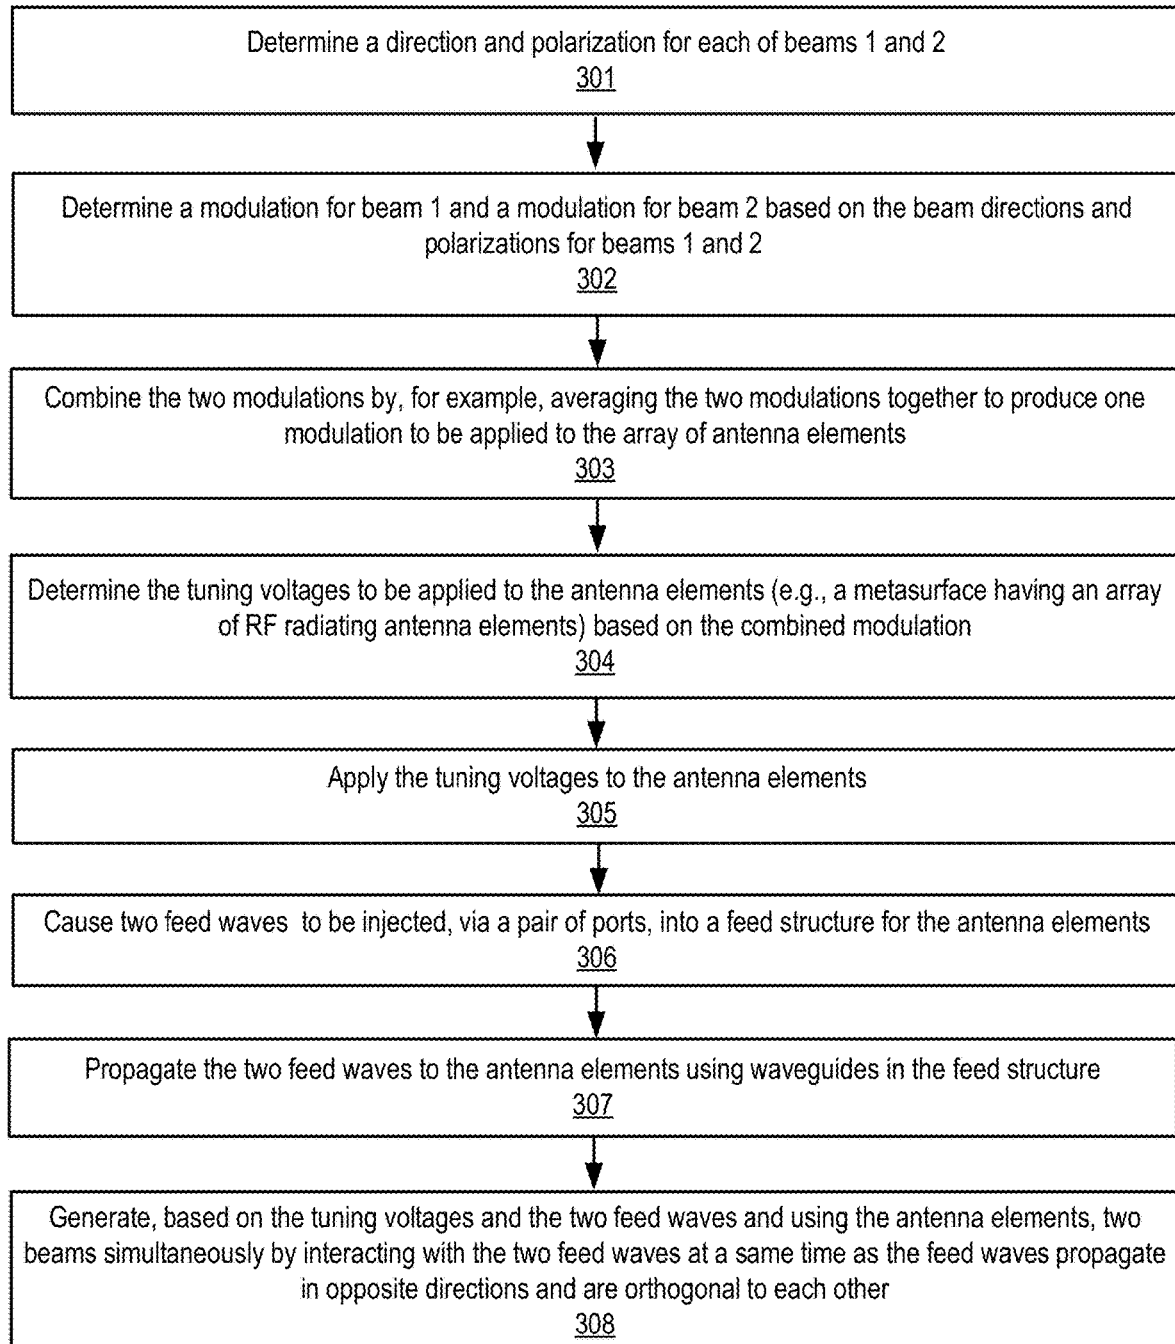 Determine a direction and polarization for each of beams 1 and 2
301
Determine a modulation for beam 1 and a modulation for beam 2 based on the beam directions and
polarizations for beams 1 and 2
302
Combine the two modulations by, for example, averaging the two modulations together to produce one
modulation to be applied to the array of antenna elements
303
Determine the tuning voltages to be applied to the antenna elements (e.g., a metasurface having an array
of RF radiating antenna elements) based on the combined modulation
304
Apply the tuning voltages to the antenna elements
305
Cause two feed waves to be injected, via a pair of ports, into a feed structure for the antenna elements
306
Propagate the two feed waves to the antenna elements using waveguides in the feed structure
307
Generate, based on the tuning voltages and the two feed waves and using the antenna elements, two
beams simultaneously by interacting with the two feed waves at a same time as the feed waves propagate
in opposite directions and are orthogonal to each other
308